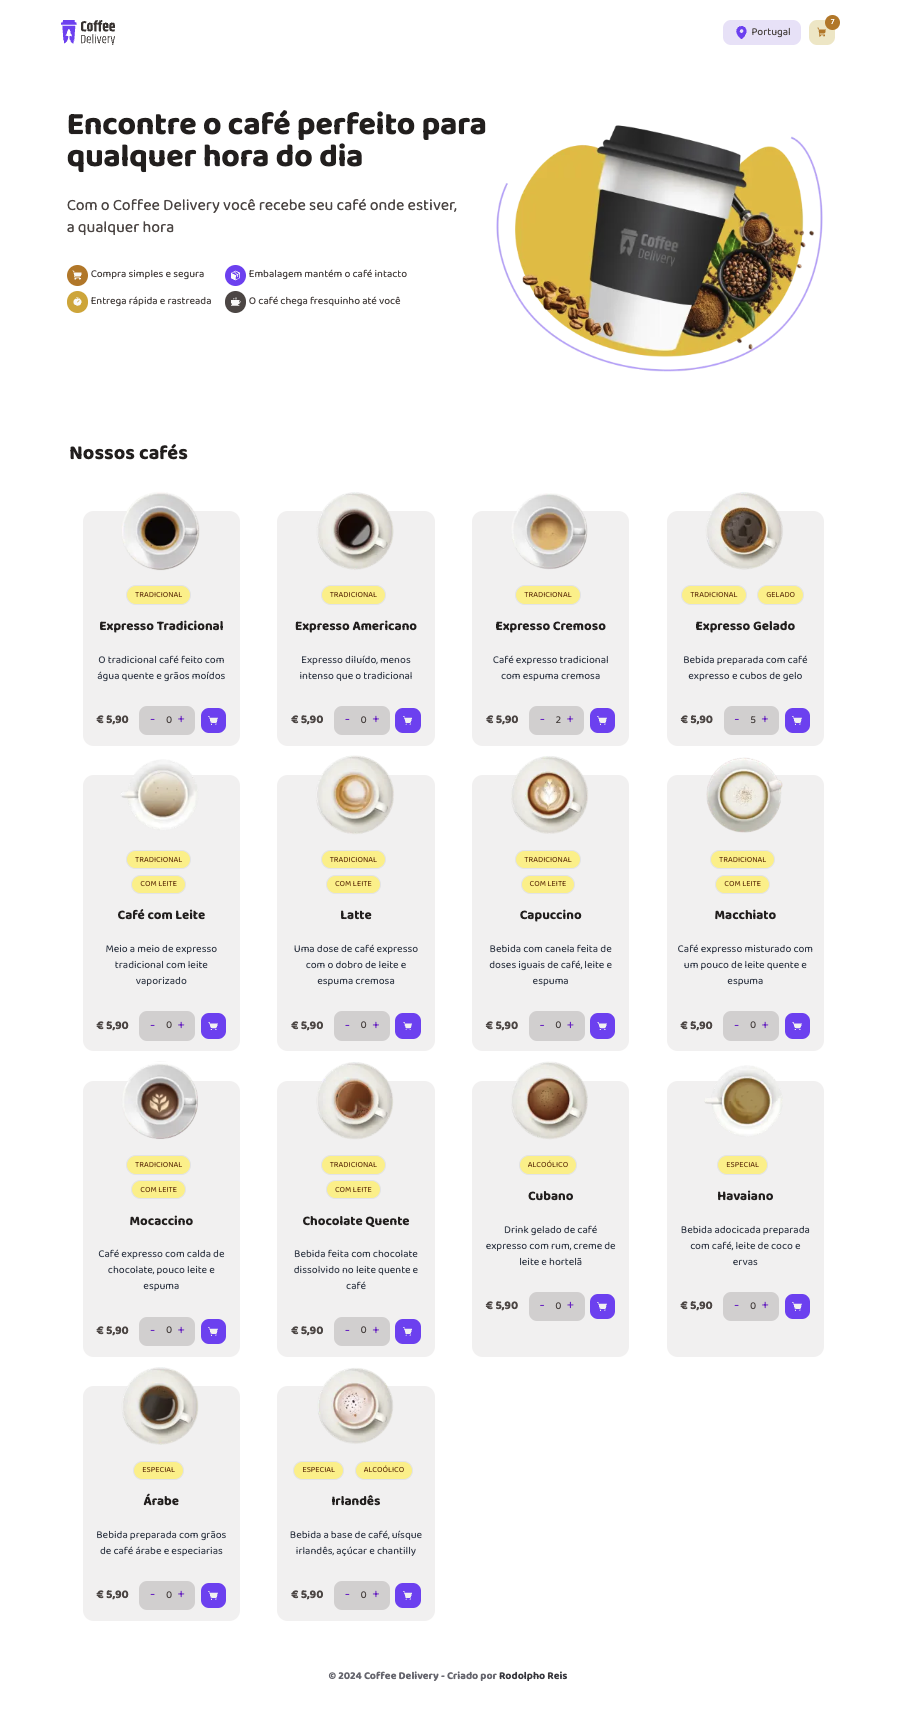 Coffee
Delivery
Portugal
7
Encontre o café perfeito para
qualquer hora do dia
Com o Coffee Delivery você recebe seu café onde estiver,
a qualquer hora
Compra simples e segura
Embalagem mantém o café intacto
Entrega rápida e rastreada
O café chega fresquinho até você
Coffee
Delivery
Nossos cafés
TRADICIONAL
Expresso Tradicional
O tradicional café feito com
água quente e grãos moídos
€ 5,90 - 0 +
TRADICIONAL
Expresso Americano
Expresso diluído, menos
intenso que o tradicional
€ 5,90 - 0 +
TRADICIONAL
Expresso Cremoso
Café expresso tradicional
com espuma cremosa
€ 5,90 - 2 +
TRADICIONAL GELADO
Expresso Gelado
Bebida preparada com café
expresso e cubos de gelo
€ 5,90 - 5 +
TRADICIONAL
COM LEITE
Café com Leite
Meio a meio de expresso
tradicional com leite
vaporizado
€ 5,90 - 0 +
TRADICIONAL
COM LEITE
Latte
Uma dose de café expresso
com o dobro de leite e
espuma cremosa
€ 5,90 - 0 +
TRADICIONAL
COM LEITE
Capuccino
Bebida com canela feita de
doses iguais de café, leite e
espuma
€ 5,90 - 0 +
TRADICIONAL
COM LEITE
Macchiato
Café expresso misturado com
um pouco de leite quente e
espuma
€ 5,90 - 0 +
TRADICIONAL
COM LEITE
Mocaccino
Café expresso com calda de
chocolate, pouco leite e
espuma
€ 5,90 - 0 +
TRADICIONAL
COM LEITE
Chocolate Quente
Bebida feita com chocolate
dissolvido no leite quente e
café
€ 5,90 - 0 +
ALCOÓLICO
Cubano
Drink gelado de café
expresso com rum, creme de
leite e hortelã
€ 5,90 - 0 +
ESPECIAL
Havaiano
Bebida adocicada preparada
com café, leite de coco e
ervas
€ 5,90 - 0 +
ESPECIAL
Árabe
Bebida preparada com grãos
de café árabe e especiarias
€ 5,90 - 0 +
ESPECIAL ALCOÓLICO
Irlandês
Bebida a base de café, uísque
irlandês, açúcar e chantilly
€ 5,90 - 0 +
© 2024 Coffee Delivery - Criado por Rodolpho Reis